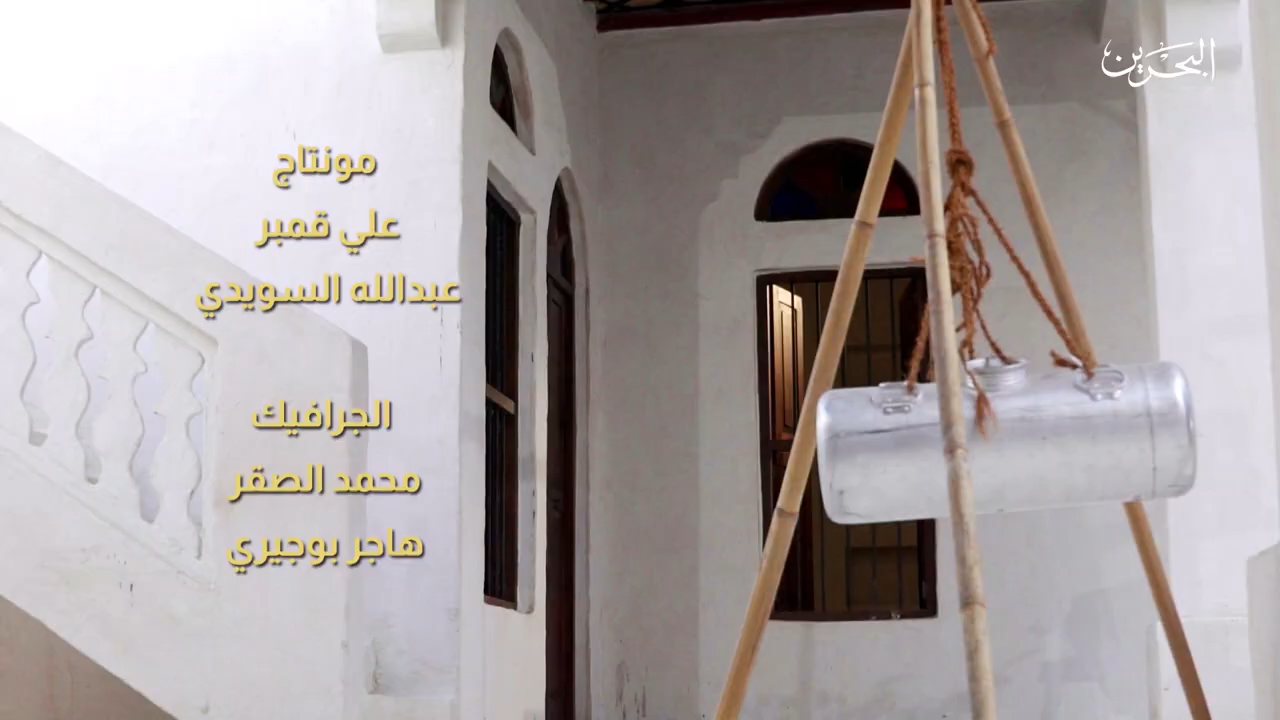 البحرين
مونتاج
علي قمبر
عبدالله السويدي
الجرافيك
محمد الصقر
هاجر بوجيري